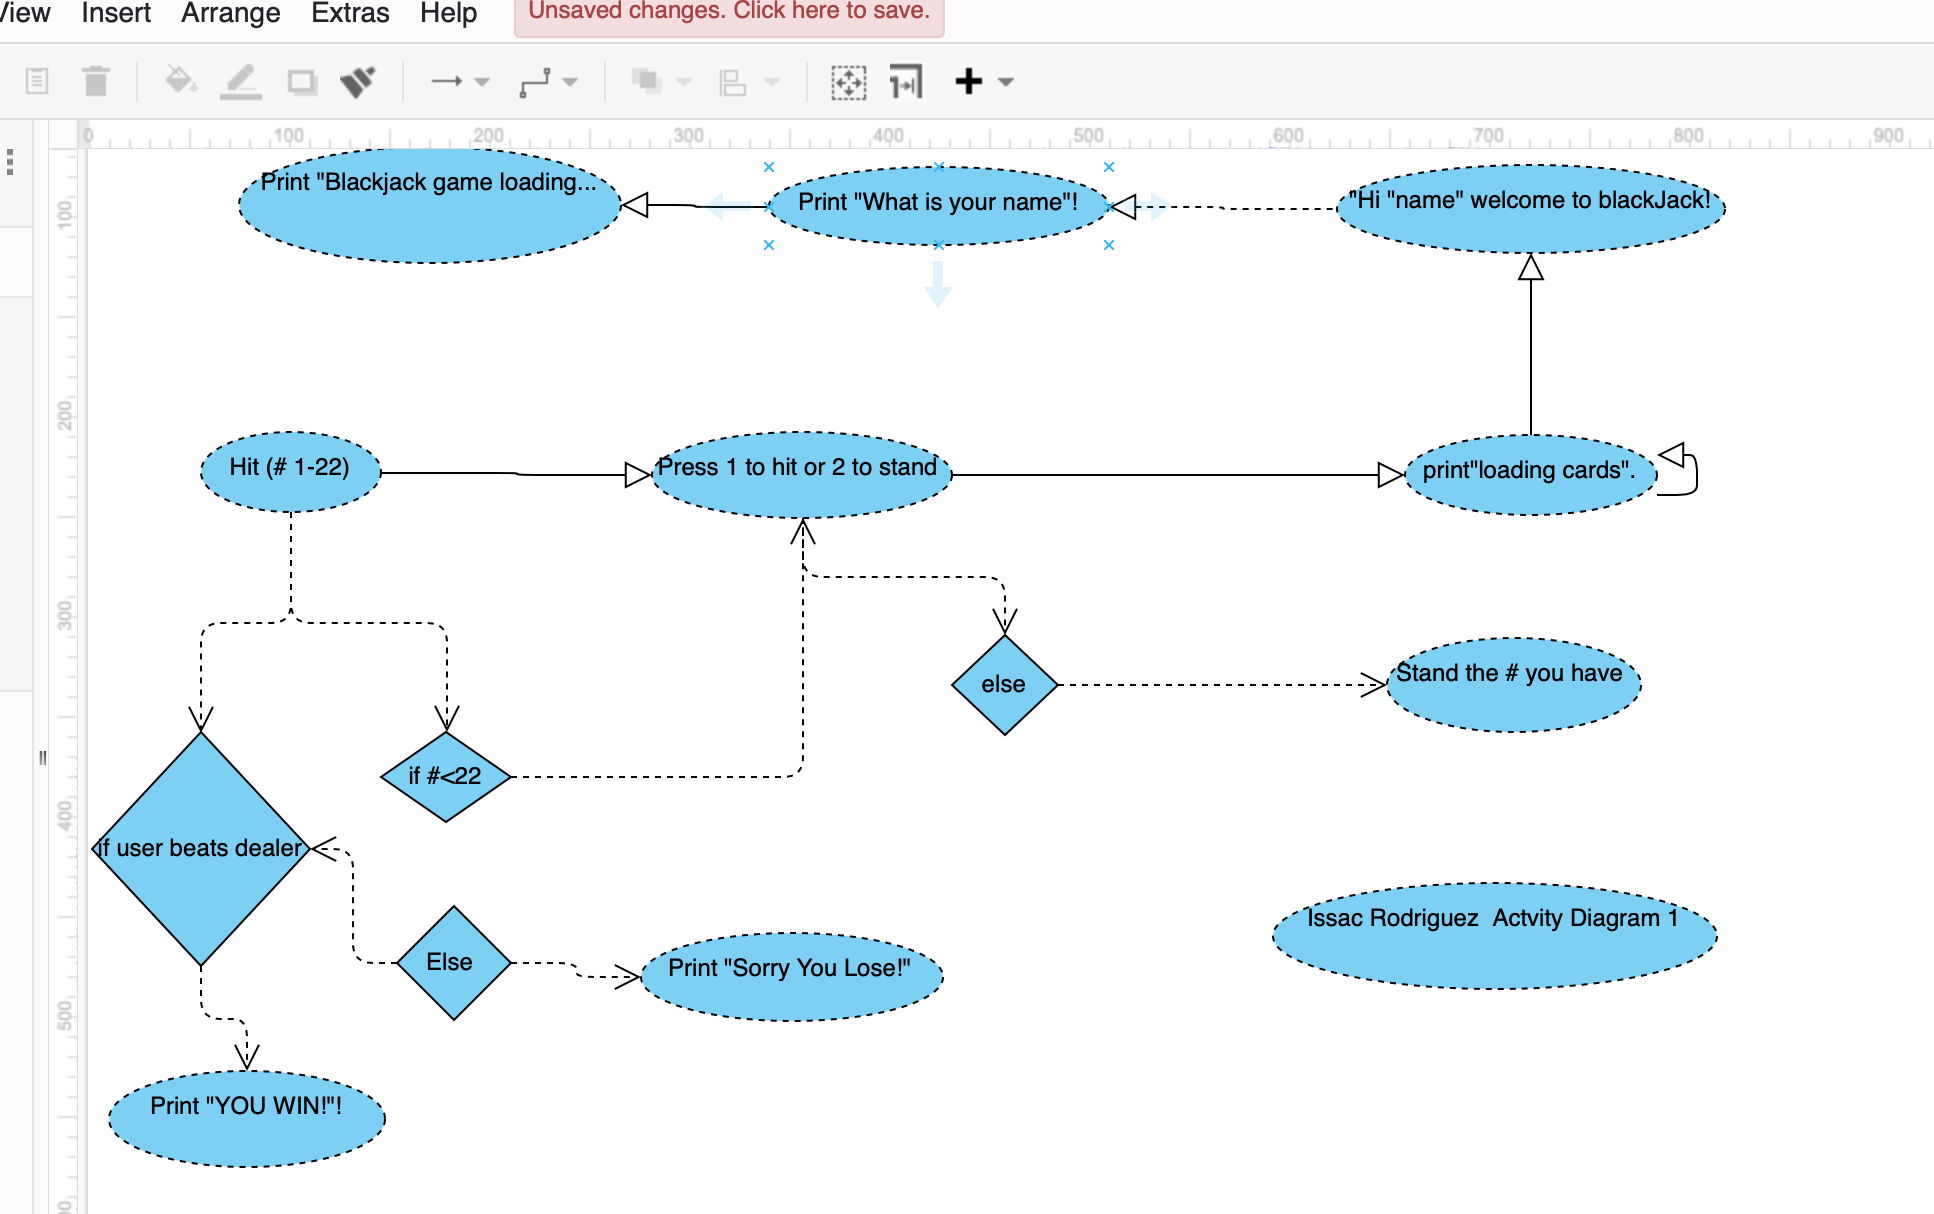 View Insert Arrange Extras Help Unsaved changes. Click here to save.
0 100 200 300 400 500 600 700 800 900
100
200
300
400
500
Print "Blackjack game loading...
Print "What is your name"!
"Hi "name" welcome to blackJack!
Hit (# 1-22)
Press 1 to hit or 2 to stand
print"loading cards".
else
Stand the # you have
if #<22
if user beats dealer
Else
Print "Sorry You Lose!"
Issac Rodriguez  Actvity Diagram 1
Print "YOU WIN!"!